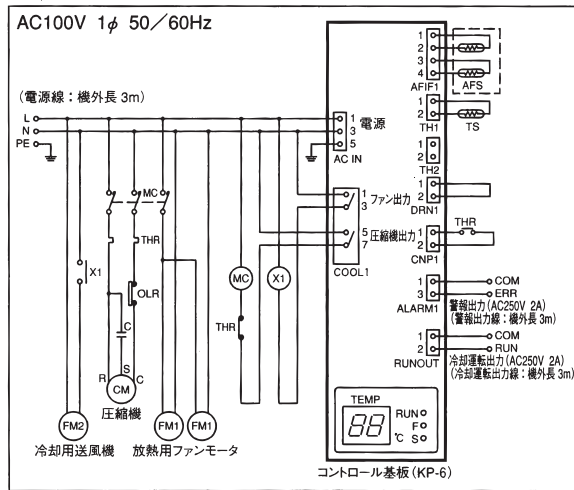 AC100V 1φ 50／60Hz
(電源線：機外長 3m)
L
N
PE
1
3
5
電源
AC IN
1
2
3
4
AFIF1
AFS
1
2
TH1
TS
1
2
TH2
1
2
DRN1
1
3
ファン出力
5
7
圧縮機出力
COOL1
THR
1
2
CNP1
MC
THR
X1
OLR
C
S
R
C
CM
圧縮機
MC
X1
THR
1
3
COM
ERR
ALARM1
警報出力(AC250V 2A)
(警報出力線：機外長 3m)
1
2
COM
RUN
RUNOUT
冷却運転出力(AC250V 2A)
(冷却運転出力線：機外長 3m)
TEMP
88
℃
RUN
F
S
FM2
FM1
FM1
冷却用送風機
放熱用ファンモータ
コントロール基板(KP-6)